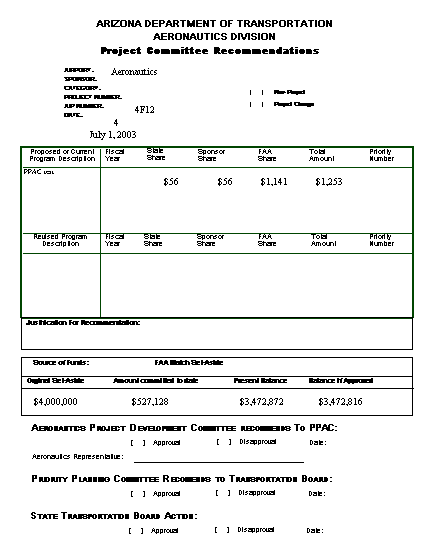 ARIZONA DEPARTMENT OF TRANSPORTATION
AERONAUTICS DIVISION
Project Committee Recommendations
AIRPORT: Aeronautics
SPONSOR:
CATEGORY:
PROJECT NUMBER:
AIP NUMBER: 4F12
DATE:
4
July 1, 2003
[ ] New Project
[ ] Project Change
Proposed or Current Program Description Fiscal Year State Share Sponsor Share FAA Share Total Amount Priority Number
PPAC test
$56 $56 $1,141 $1,253
Revised Program Description Fiscal Year State Share Sponsor Share FAA Share Total Amount Priority Number
Justification For Recommendation:
Source of Funds: FAA Match Set-Aside
Original Set-Aside Amount committed to date Present Balance Balance if Approved
$4,000,000 $527,128 $3,472,872 $3,472,816
AERONAUTICS PROJECT DEVELOPMENT COMMITTEE RECOMMENDS TO PPAC:
[ ] Approval [ ] Disapproval Date:
Aeronautics Representative:
PRIORITY PLANNING COMMITTEE RECOMENDS TO TRANSPORTATION BOARD:
[ ] Approval [ ] Disapproval Date:
STATE TRANSPORTATION BOARD ACTION:
[ ] Approval [ ] Disapproval Date: